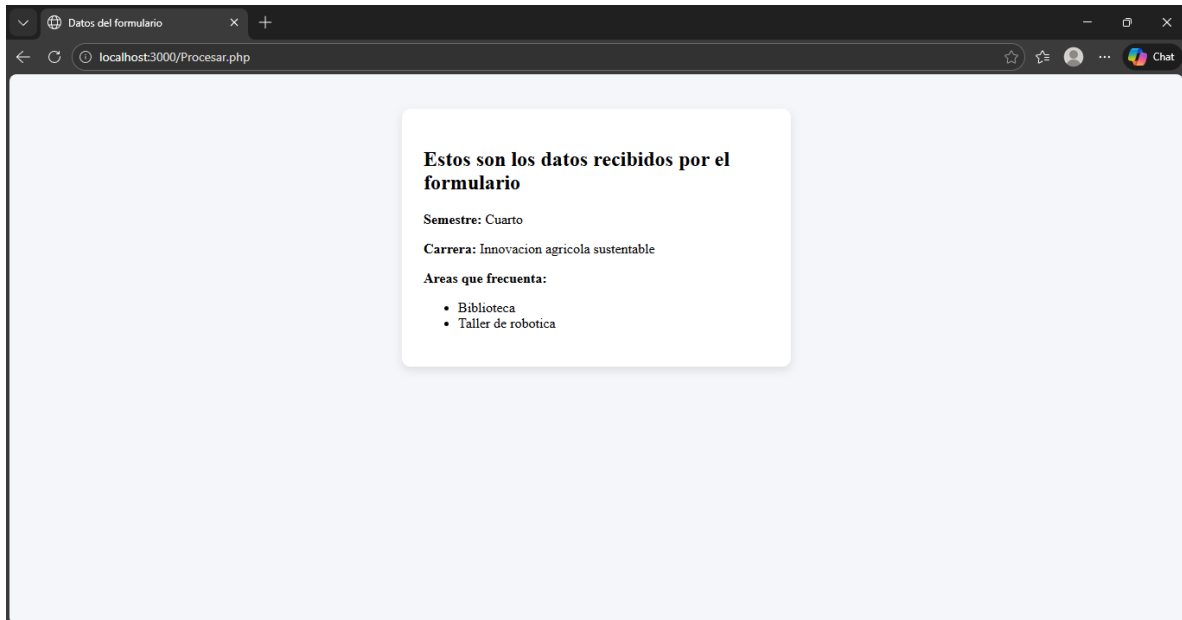 Datos del formulario
localhost:3000/Procesar.php
Chat
Estos son los datos recibidos por el
formulario
Semestre: Cuarto
Carrera: Innovacion agricola sustentable
Areas que frecuenta:
Biblioteca
Taller de robotica